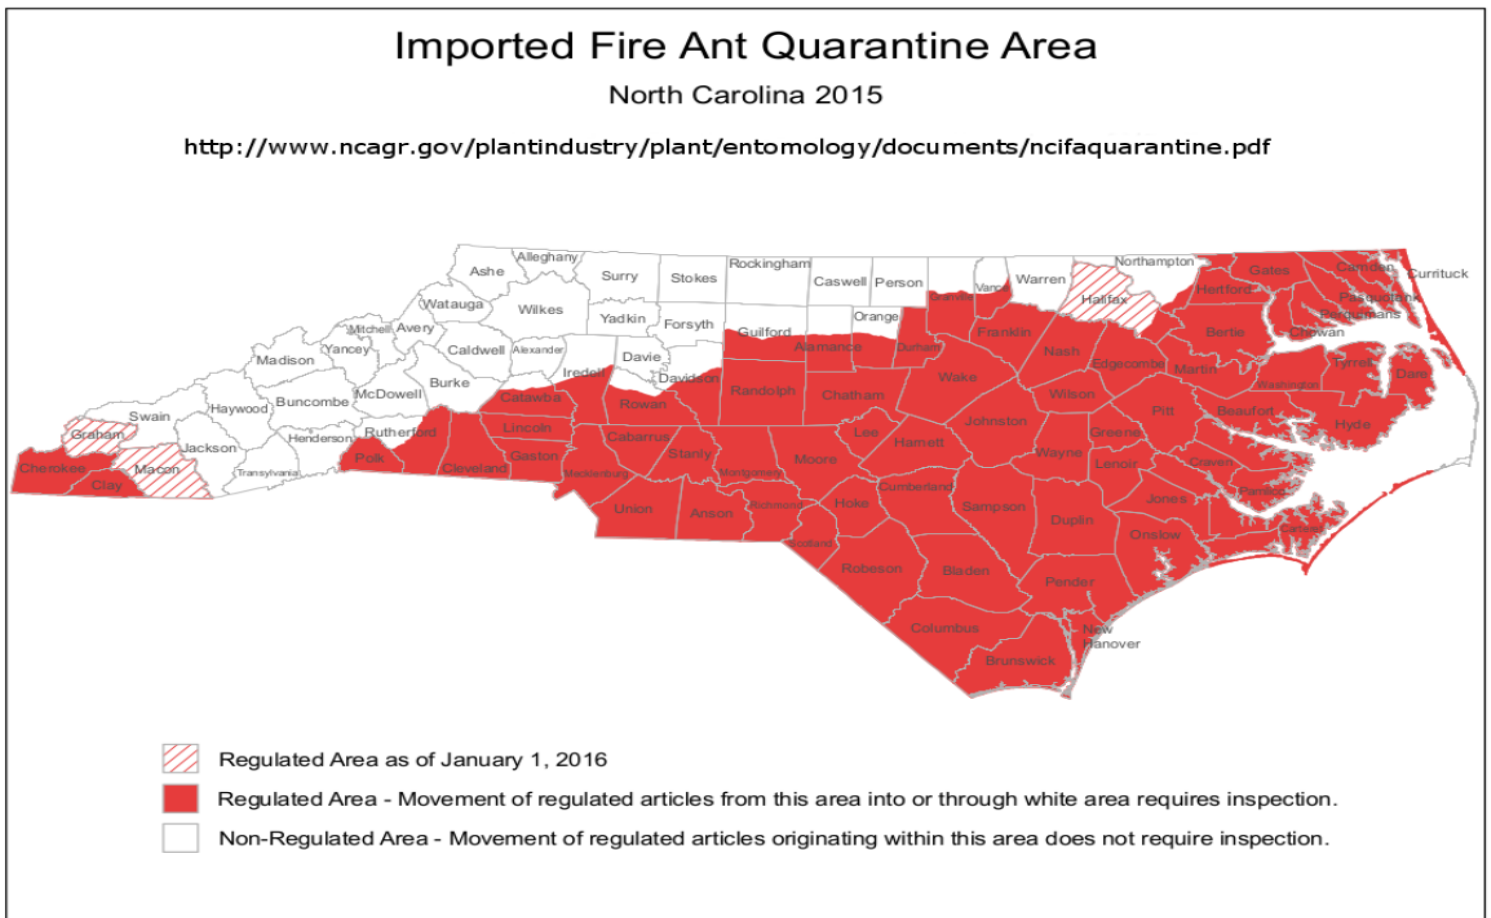 Imported Fire Ant Quarantine Area
North Carolina 2015
http://www.ncagr.gov/plantindustry/plant/entomology/documents/ncifaquarantine.pdf
Alleghany
Ashe
Surry
Stokes
Rockingham
Caswell
Person
Granville
Vance
Warren
Northampton
Halifax
Hertford
Gates
Camden
Currituck
Pasquotank
Perquimans
Chowan
Watauga
Wilkes
Yadkin
Forsyth
Guilford
Alamance
Orange
Durham
Franklin
Nash
Edgecombe
Bertie
Martin
Washington
Tyrrell
Dare
Mitchell
Avery
Yancey
Madison
Caldwell
Alexander
Iredell
Davie
Davidson
Randolph
Chatham
Wake
Wilson
Pitt
Beaufort
Hyde
Burke
McDowell
Buncombe
Haywood
Swain
Graham
Catawba
Rowan
Lee
Johnston
Greene
Jackson
Henderson
Rutherford
Lincoln
Cabarrus
Harnett
Wayne
Lenoir
Craven
Pamlico
Cherokee
Clay
Macon
Transylvania
Polk
Cleveland
Gaston
Mecklenburg
Stanly
Montgomery
Moore
Cumberland
Sampson
Jones
Carteret
Union
Anson
Richmond
Hoke
Scotland
Duplin
Onslow
Robeson
Bladen
Pender
Columbus
New
Hanover
Brunswick
Regulated Area as of January 1, 2016
Regulated Area - Movement of regulated articles from this area into or through white area requires inspection.
Non-Regulated Area - Movement of regulated articles originating within this area does not require inspection.